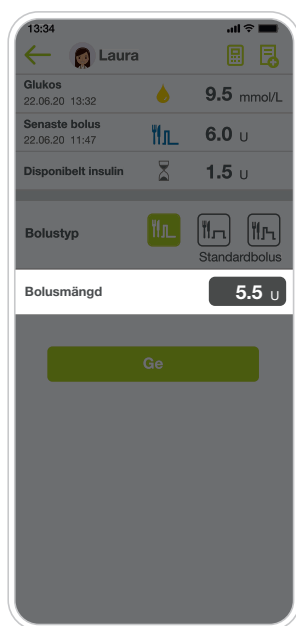 13:34
Laura
Glukos
22.06.20 13:32
9.5 mmol/L
Senaste bolus
22.06.20 11:47
6.0 U
Disponibelt insulin
1.5 U
Bolustyp
Standardbolus
Bolusmängd
5.5 U
Ge